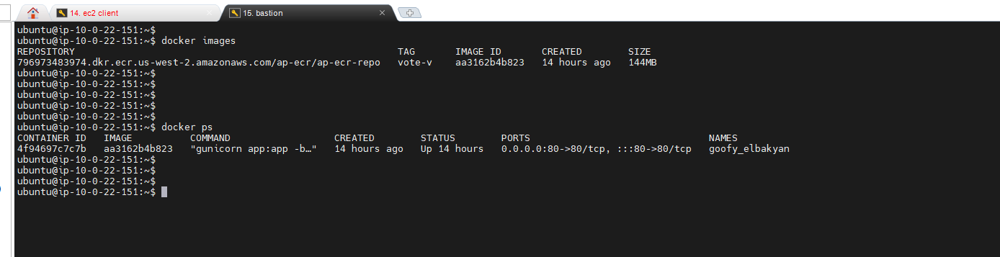 14. ec2 client
15. bastion
ubuntu@ip-10-0-22-151:~$
ubuntu@ip-10-0-22-151:~$ docker images
REPOSITORY TAG IMAGE ID CREATED SIZE
796973483974.dkr.ecr.us-west-2.amazonaws.com/ap-ecr/ap-ecr-repo vote-v aa3162b4b823 14 hours ago 144MB
ubuntu@ip-10-0-22-151:~$
ubuntu@ip-10-0-22-151:~$
ubuntu@ip-10-0-22-151:~$
ubuntu@ip-10-0-22-151:~$
ubuntu@ip-10-0-22-151:~$
ubuntu@ip-10-0-22-151:~$ docker ps
CONTAINER ID IMAGE COMMAND CREATED STATUS PORTS NAMES
4f94697c7c7b aa3162b4b823 "gunicorn app:app -b…" 14 hours ago Up 14 hours 0.0.0.0:80->80/tcp, :::80->80/tcp goofy_elbakyan
ubuntu@ip-10-0-22-151:~$
ubuntu@ip-10-0-22-151:~$
ubuntu@ip-10-0-22-151:~$
ubuntu@ip-10-0-22-151:~$